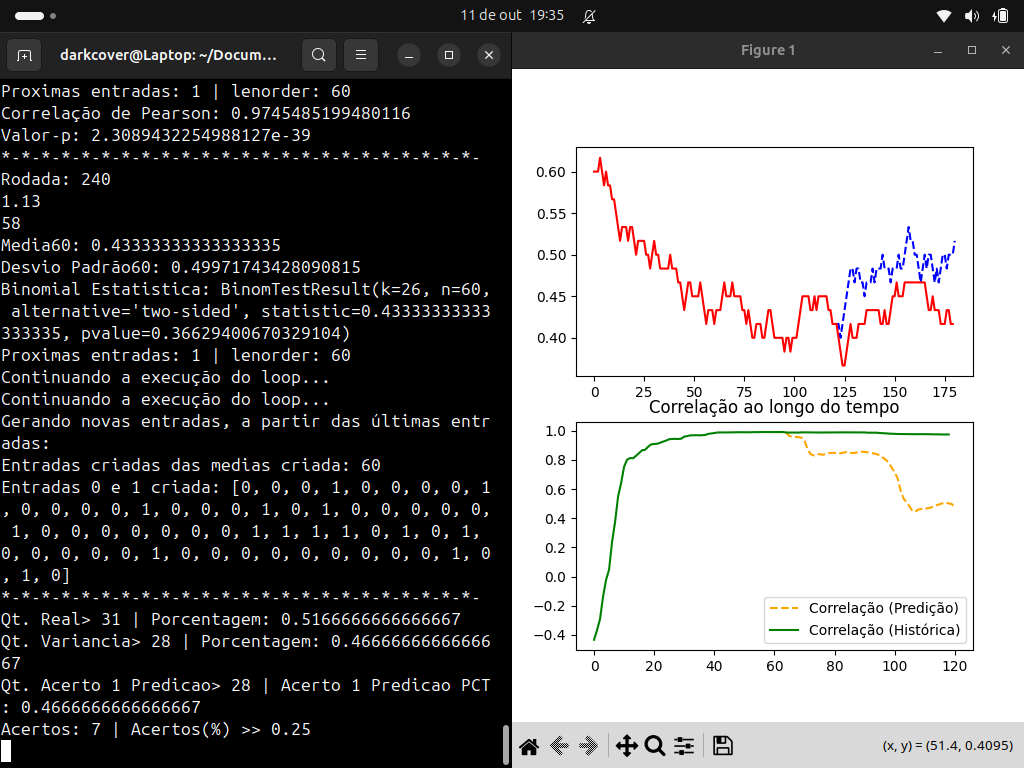 11 de out 19:35
darkcover@Laptop: ~/Docum...
Proximas entradas: 1 | lenorder: 60
Correlação de Pearson: 0.9745485199480116
Valor-p: 2.3089432254988127e-39
*-*-*-*-*-*-*-*-*-*-*-*-*-*-*-*-*-*-*-*-*-*-*-*-
Rodada: 240
1.13
58
Media60: 0.43333333333333335
Desvio Padrão60: 0.49971743428090815
Binomial Estatistica: BinomTestResult(k=26, n=60,
 alternative='two-sided', statistic=0.43333333333
333335, pvalue=0.36629400670329104)
Proximas entradas: 1 | lenorder: 60
Continuando a execução do loop...
Continuando a execução do loop...
Gerando novas entradas, a partir das últimas entr
adas:
Entradas criadas das medias criada: 60
Entradas 0 e 1 criada: [0, 0, 0, 1, 0, 0, 0, 0, 1
, 0, 0, 0, 0, 1, 0, 0, 0, 1, 0, 1, 0, 0, 0, 0, 0,
 1, 0, 0, 0, 0, 0, 0, 0, 1, 1, 1, 1, 0, 1, 0, 1,
0, 0, 0, 0, 0, 1, 0, 0, 0, 0, 0, 0, 0, 0, 0, 1, 0
, 1, 0]
*-*-*-*-*-*-*-*-*-*-*-*-*-*-*-*-*-*-*-*-*-*-*-*-
Qt. Real> 31 | Porcentagem: 0.5166666666666667
Qt. Variancia> 28 | Porcentagem: 0.46666666666666
67
Qt. Acerto 1 Predicao> 28 | Acerto 1 Predicao PCT
: 0.4666666666666667
Acertos: 7 | Acertos(%) >> 0.25
Figure 1
0.60
0.55
0.50
0.45
0.40
0 25 50 75 100 125 150 175
Correlação ao longo do tempo
1.0
0.8
0.6
0.4
0.2
0.0
−0.2
−0.4
Correlação (Predição)
Correlação (Histórica)
0 20 40 60 80 100 120
(x, y) = (51.4, 0.4095)